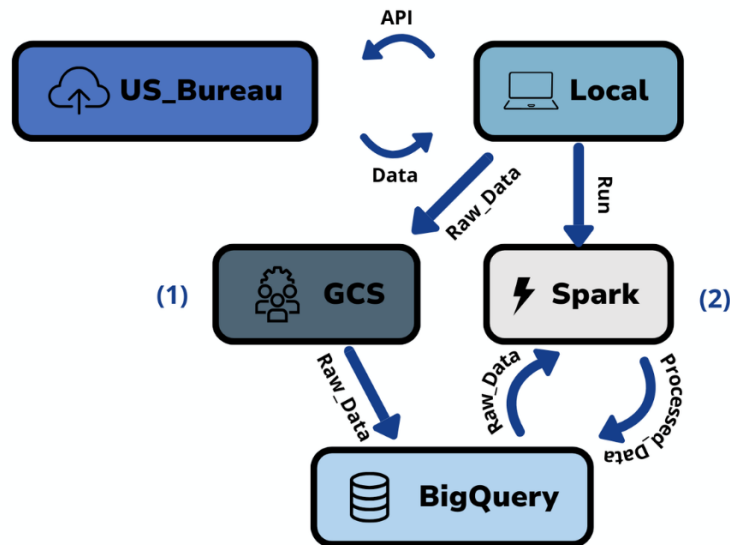 API
US_Bureau
Local
Data
Raw_Data
Run
(1)
GCS
Spark
(2)
Raw_Data
Raw_Data
Processed_Data
BigQuery